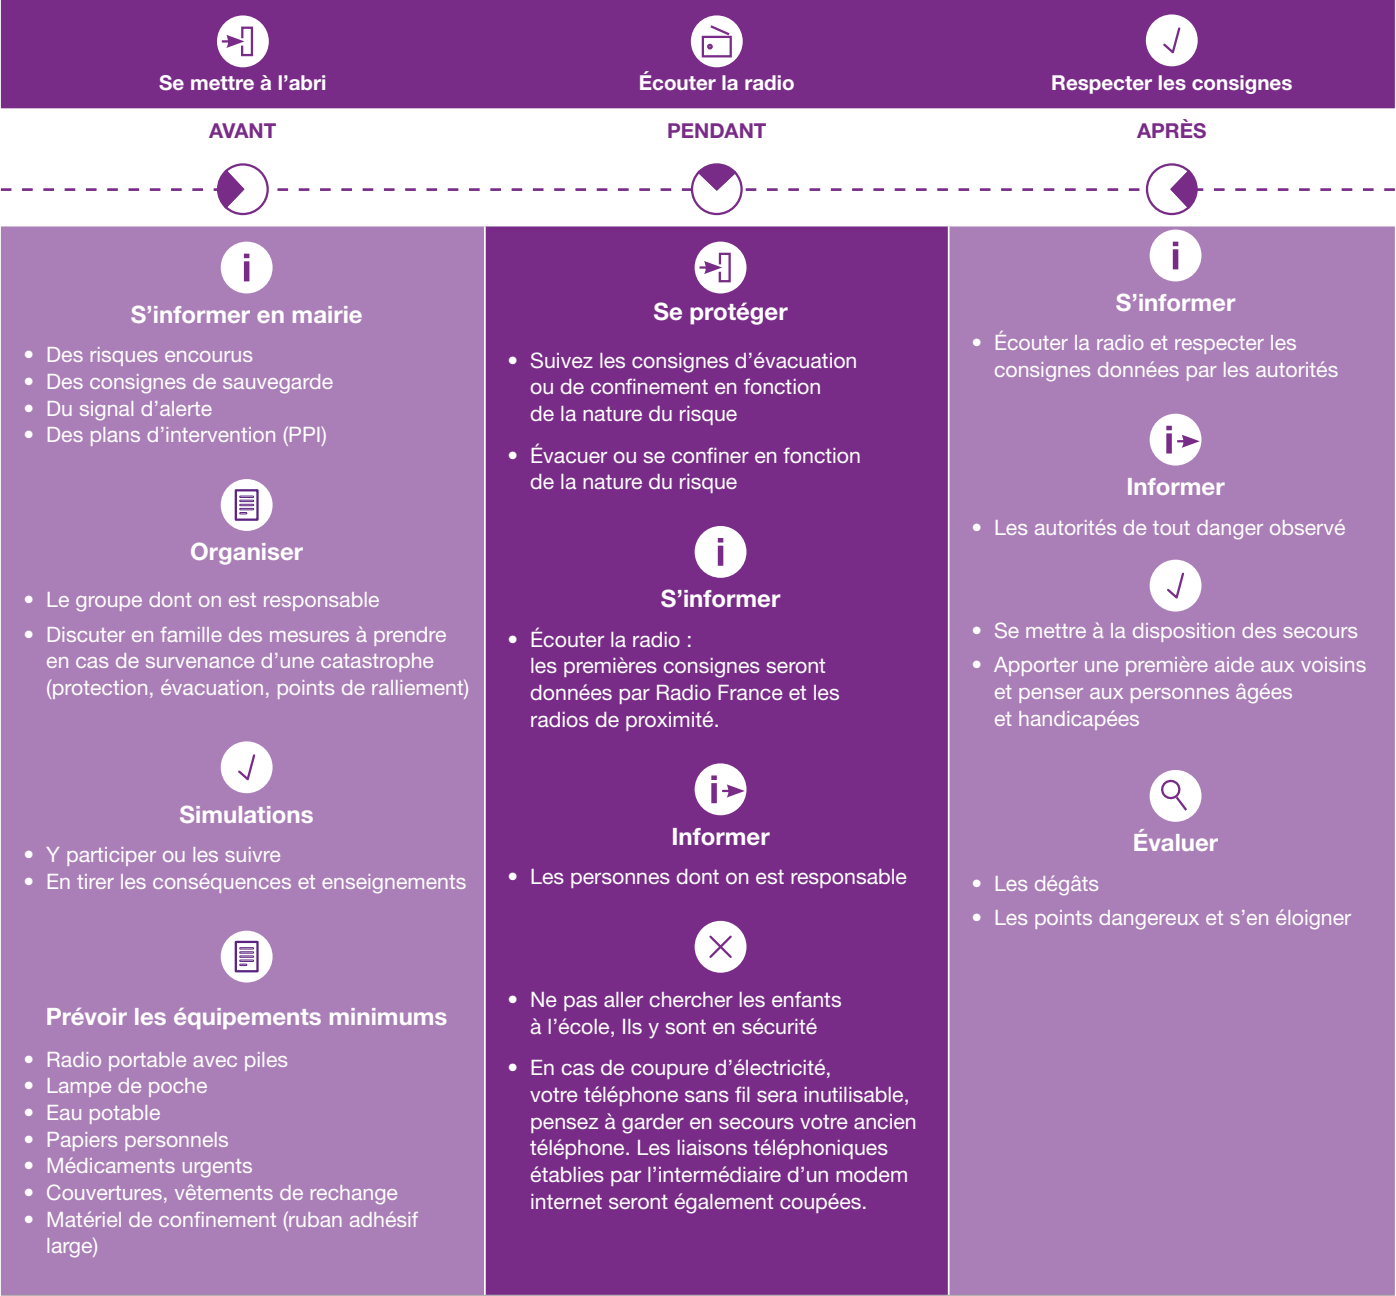 Se mettre à l’abri
Écouter la radio
Respecter les consignes
AVANT
PENDANT
APRÈS
S’informer en mairie
• Des risques encourus
• Des consignes de sauvegarde
• Du signal d’alerte
• Des plans d’intervention (PPI)
Organiser
• Le groupe dont on est responsable
• Discuter en famille des mesures à prendre
en cas de survenance d’une catastrophe
(protection, évacuation, points de ralliement)
Simulations
• Y participer ou les suivre
• En tirer les conséquences et enseignements
Prévoir les équipements minimums
• Radio portable avec piles
• Lampe de poche
• Eau potable
• Papiers personnels
• Médicaments urgents
• Couvertures, vêtements de rechange
• Matériel de confinement (ruban adhésif
large)
Se protéger
• Suivez les consignes d’évacuation
ou de confinement en fonction
de la nature du risque
• Évacuer ou se confiner en fonction
de la nature du risque
S’informer
• Écouter la radio :
les premières consignes seront
données par Radio France et les
radios de proximité.
Informer
• Les personnes dont on est responsable
• Ne pas aller chercher les enfants
à l’école, Ils y sont en sécurité
• En cas de coupure d’électricité,
votre téléphone sans fil sera inutilisable,
pensez à garder en secours votre ancien
téléphone. Les liaisons téléphoniques
établies par l’intermédiaire d’un modem
internet seront également coupées.
S’informer
• Écouter la radio et respecter les
consignes données par les autorités
Informer
• Les autorités de tout danger observé
• Se mettre à la disposition des secours
• Apporter une première aide aux voisins
et penser aux personnes âgées
et handicapées
Évaluer
• Les dégâts
• Les points dangereux et s’en éloigner